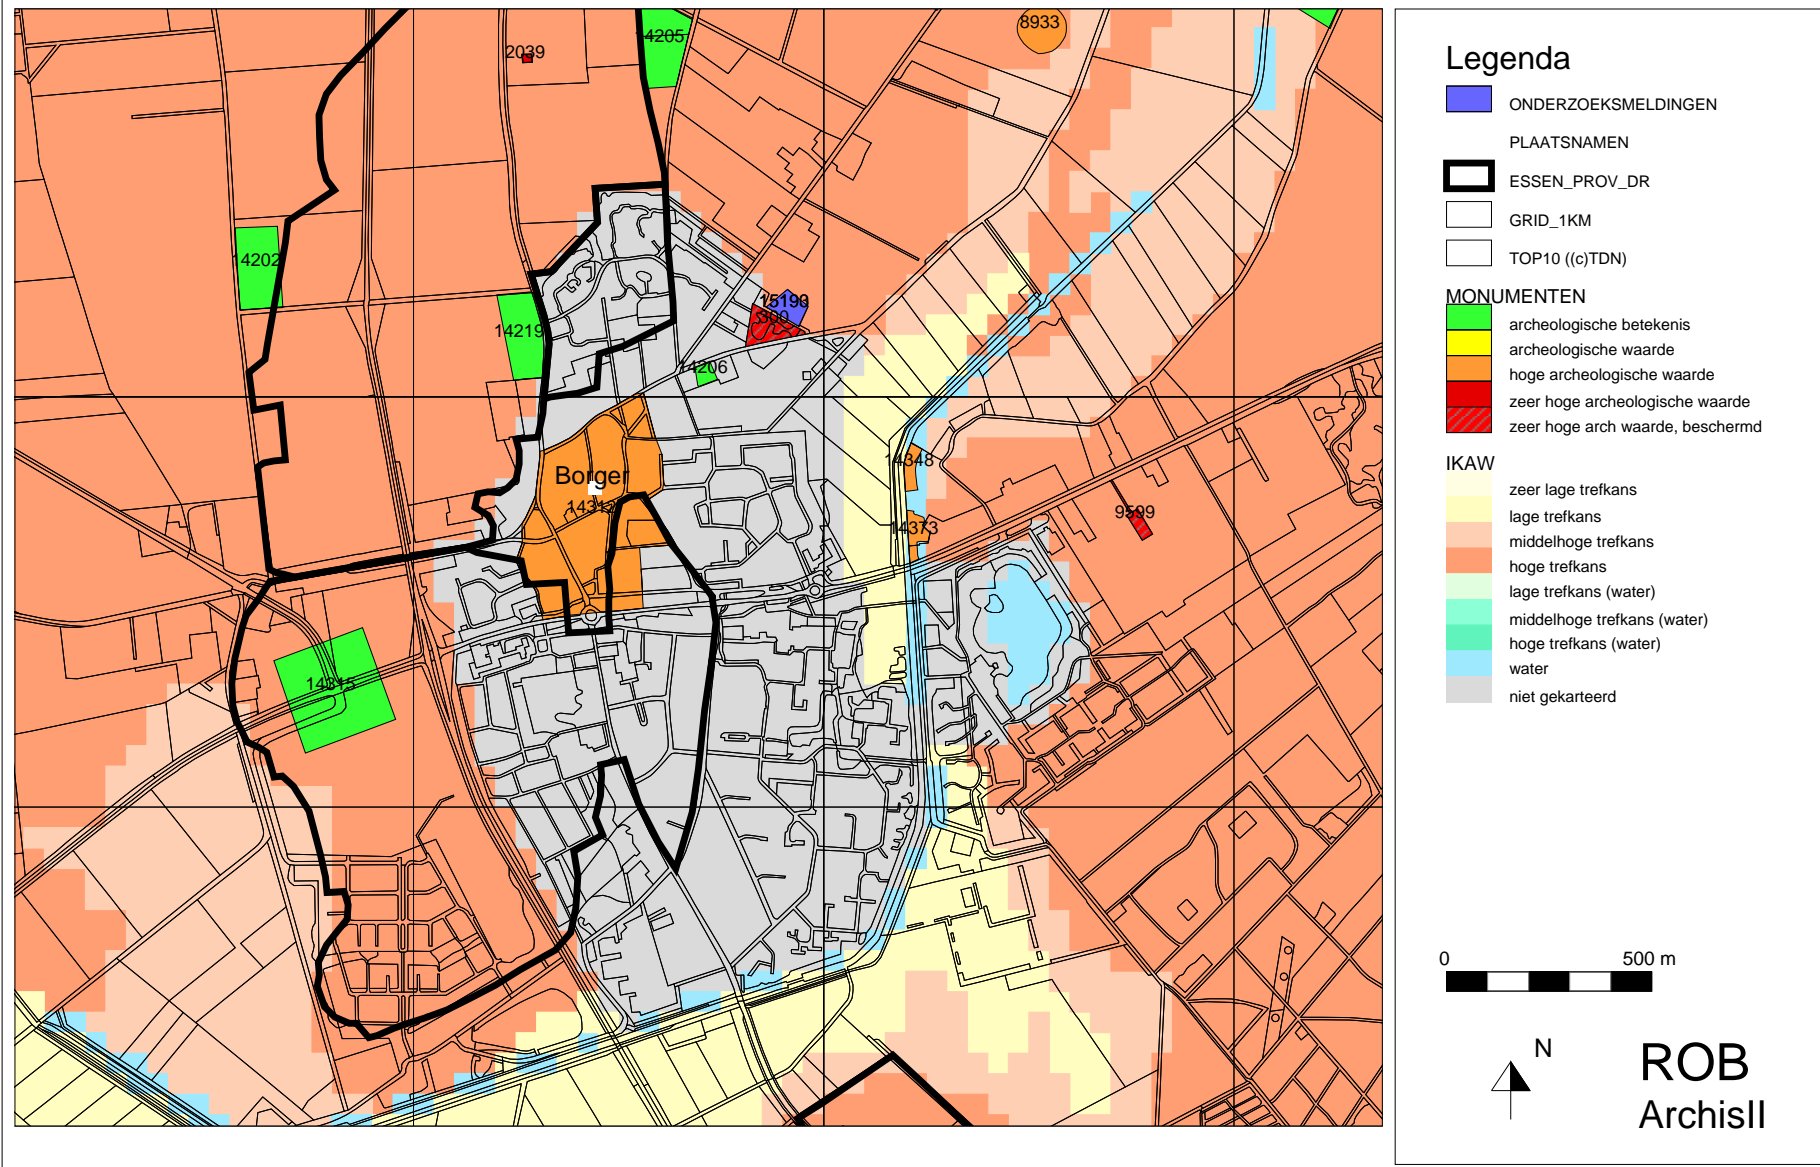 8933
14205
2039
14202
15190
300
14219
14206
14348
Borger
14317
9599
14373
14315
Legenda
ONDERZOEKSMELDINGEN
PLAATSNAMEN
ESSEN_PROV_DR
GRID_1KM
TOP10 ((c)TDN)
MONUMENTEN
archeologische betekenis
archeologische waarde
hoge archeologische waarde
zeer hoge archeologische waarde
zeer hoge arch waarde, beschermd
IKAW
zeer lage trefkans
lage trefkans
middelhoge trefkans
hoge trefkans
lage trefkans (water)
middelhoge trefkans (water)
hoge trefkans (water)
water
niet gekarteerd
0 500 m
N
ROB
ArchisII